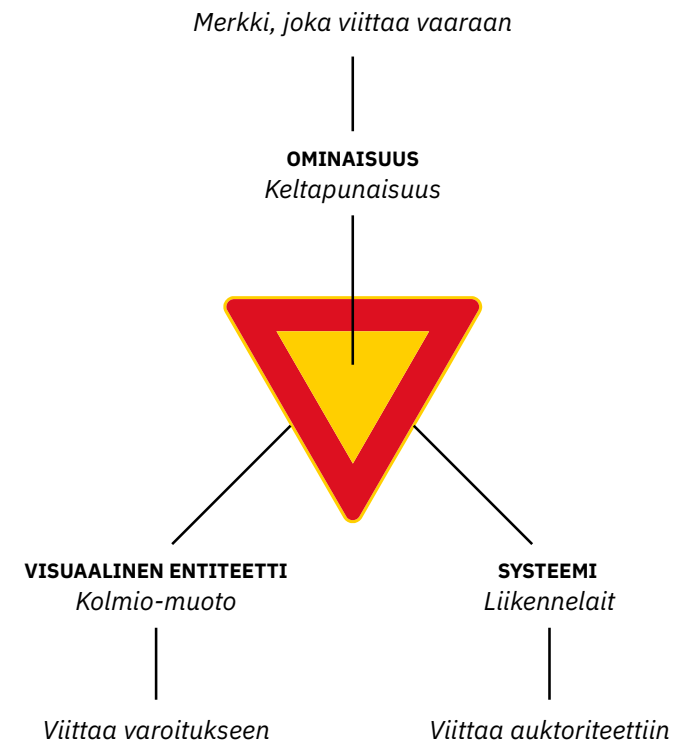 Merkki, joka viittaa vaaraan
OMINAISUUS
Keltapunaisuus
VISUAALINEN ENTITEETTI
Kolmio-muoto
Viittaa varoitukseen
SYSTEEMI
Liikennelait
Viittaa auktoriteettiin